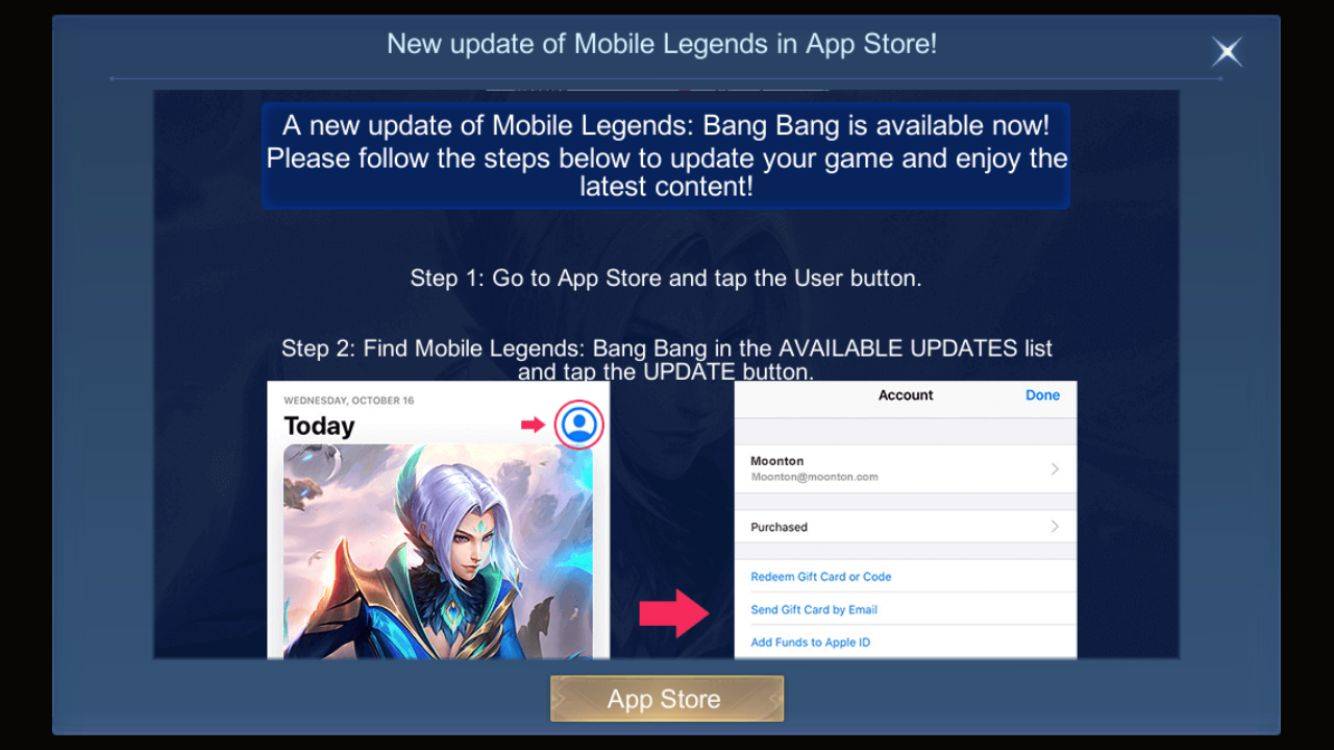 New update of Mobile Legends in App Store!
A new update of Mobile Legends: Bang Bang is available now!
Please follow the steps below to update your game and enjoy the
latest content!
Step 1: Go to App Store and tap the User button.
Step 2: Find Mobile Legends: Bang Bang in the AVAILABLE UPDATES list
and tap the UPDATE button.
WEDNESDAY, OCTOBER 16
Today
Account
Done
Moonton
Moonton@moonton.com
Purchased
Redeem Gift Card or Code
Send Gift Card by Email
Add Funds to Apple ID
App Store